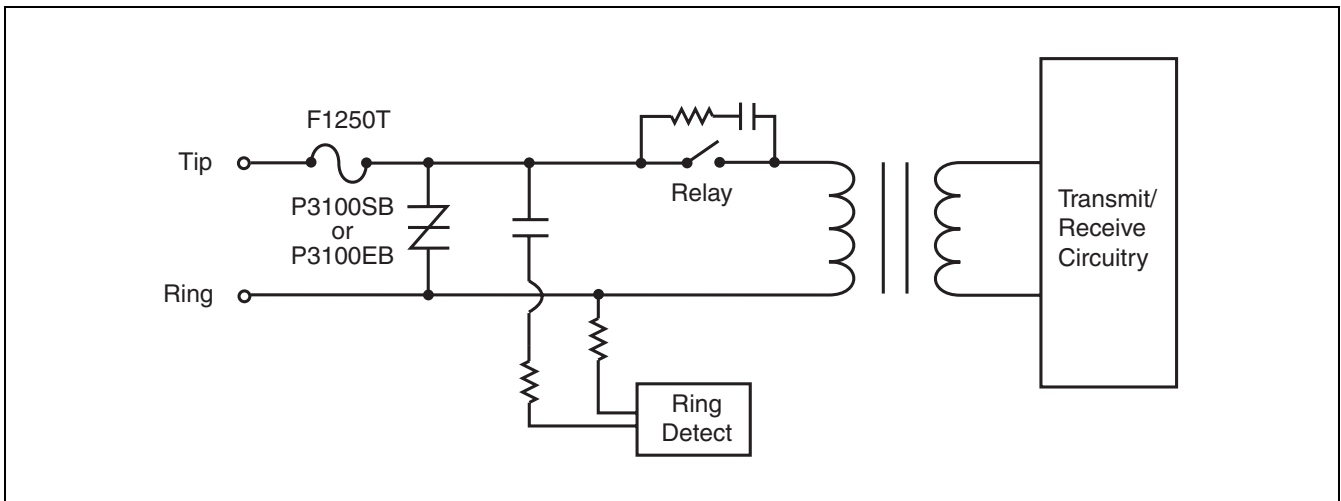 F1250T
Tip
P3100SB
or
P3100EB
Relay
Ring
Transmit/
Receive
Circuitry
Ring
Detect